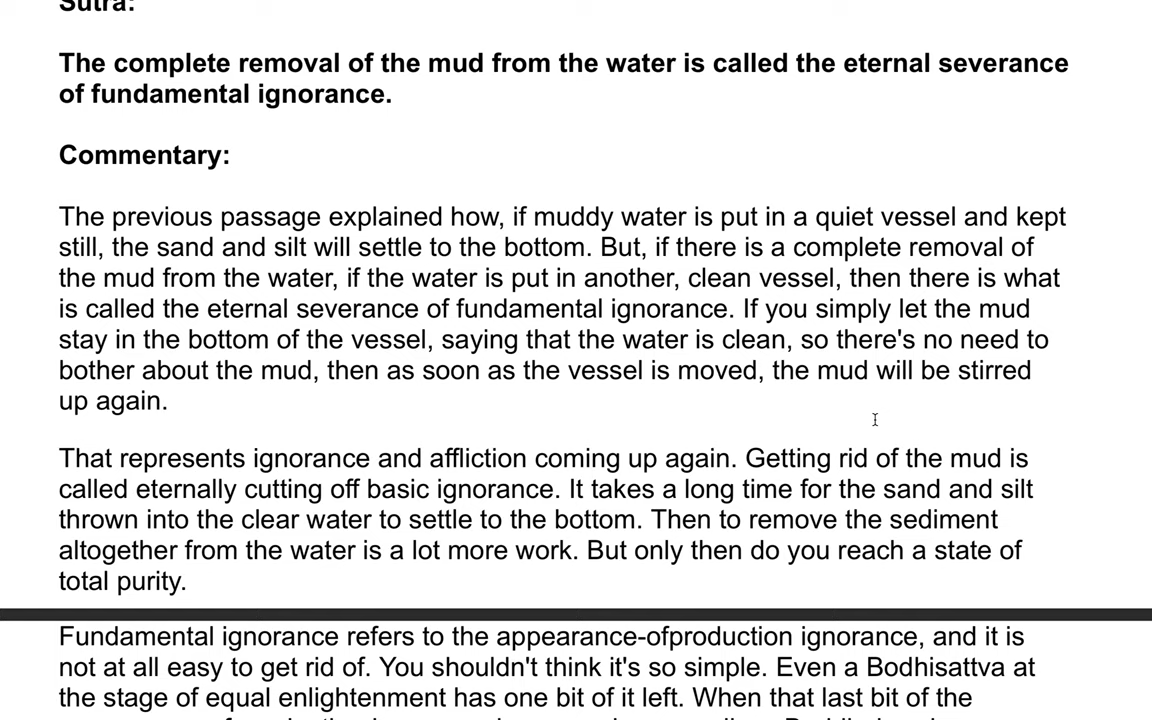 Sutra:
The complete removal of the mud from the water is called the eternal severance
of fundamental ignorance.
Commentary:
The previous passage explained how, if muddy water is put in a quiet vessel and kept
still, the sand and silt will settle to the bottom. But, if there is a complete removal of
the mud from the water, if the water is put in another, clean vessel, then there is what
is called the eternal severance of fundamental ignorance. If you simply let the mud
stay in the bottom of the vessel, saying that the water is clean, so there's no need to
bother about the mud, then as soon as the vessel is moved, the mud will be stirred
up again.
That represents ignorance and affliction coming up again. Getting rid of the mud is
called eternally cutting off basic ignorance. It takes a long time for the sand and silt
thrown into the clear water to settle to the bottom. Then to remove the sediment
altogether from the water is a lot more work. But only then do you reach a state of
total purity.
Fundamental ignorance refers to the appearance-ofproduction ignorance, and it is
not at all easy to get rid of. You shouldn't think it's so simple. Even a Bodhisattva at
the stage of equal enlightenment has one bit of it left. When that last bit of the